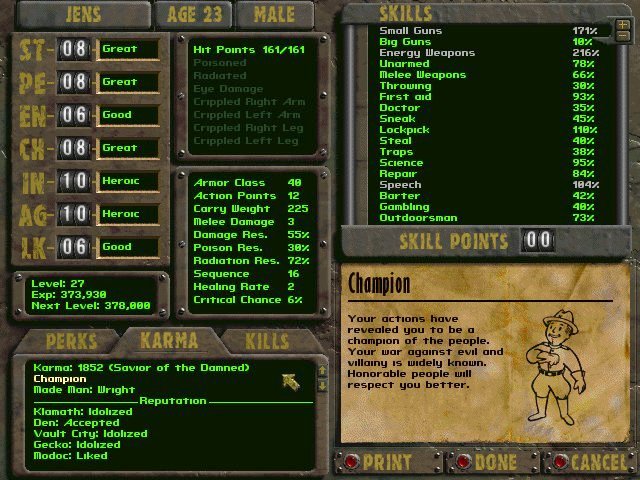 JENS
AGE 23
MALE
ST 08 Great
PE 08 Great
EN 06 Good
CH 08 Great
IN 10 Heroic
AG 10 Heroic
LK 06 Good
Hit Points 161/161
Poisoned
Radiated
Eye Damage
Crippled Right Arm
Crippled Left Arm
Crippled Right Leg
Crippled Left Leg
Armor Class 40
Action Points 12
Carry Weight 225
Melee Damage 3
Damage Res. 55%
Poison Res. 30%
Radiation Res. 72%
Sequence 16
Healing Rate 2
Critical Chance 6%
Level: 27
Exp: 373,930
Next Level: 378,000
PERKS
KARMA
KILLS
Karma: 1852 (Savior of the Damned)
Champion
Made Man: Wright
Reputation
Klamath: Idolized
Den: Accepted
Vault City: Idolized
Gecko: Idolized
Modoc: Liked
SKILLS
Small Guns 171%
Big Guns 10%
Energy Weapons 216%
Unarmed 78%
Melee Weapons 66%
Throwing 30%
First aid 93%
Doctor 35%
Sneak 45%
Lockpick 110%
Steal 40%
Traps 38%
Science 95%
Repair 84%
Speech 104%
Barter 42%
Gambling 40%
Outdoorsman 73%
SKILL POINTS 00
Champion
Your actions have
revealed you to be a
champion of the people.
Your war against evil and
villainy is widely known.
Honorable people will
respect you better.
PRINT
DONE
CANCEL